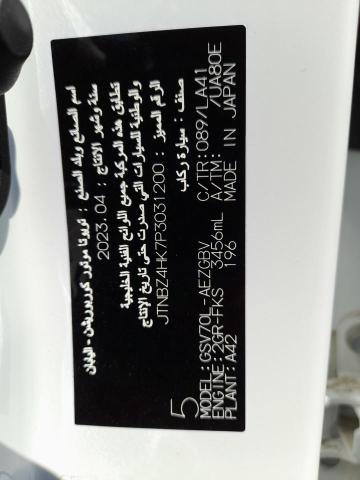 اسم الصانع وبلد الصنع : تويوتا موتور كوربوريشن - اليابان
سنة وشهر الإنتاج : 2023.04
تطابق هذه المركبة جميع اللوائح الفنية الخليجية
والوطنية للسيارات التي صدرت حتى تاريخ الإنتاج
الرقم المميز : JTNBZ4HK7P3031200
صنف : سيارة ركاب
5
MODEL:GSV70L-AEZGBV C/TR:089/LA41
ENGINE:2GR-FKS 3456mL A/TM: /UA80E
PLANT:A42 196 MADE IN JAPAN